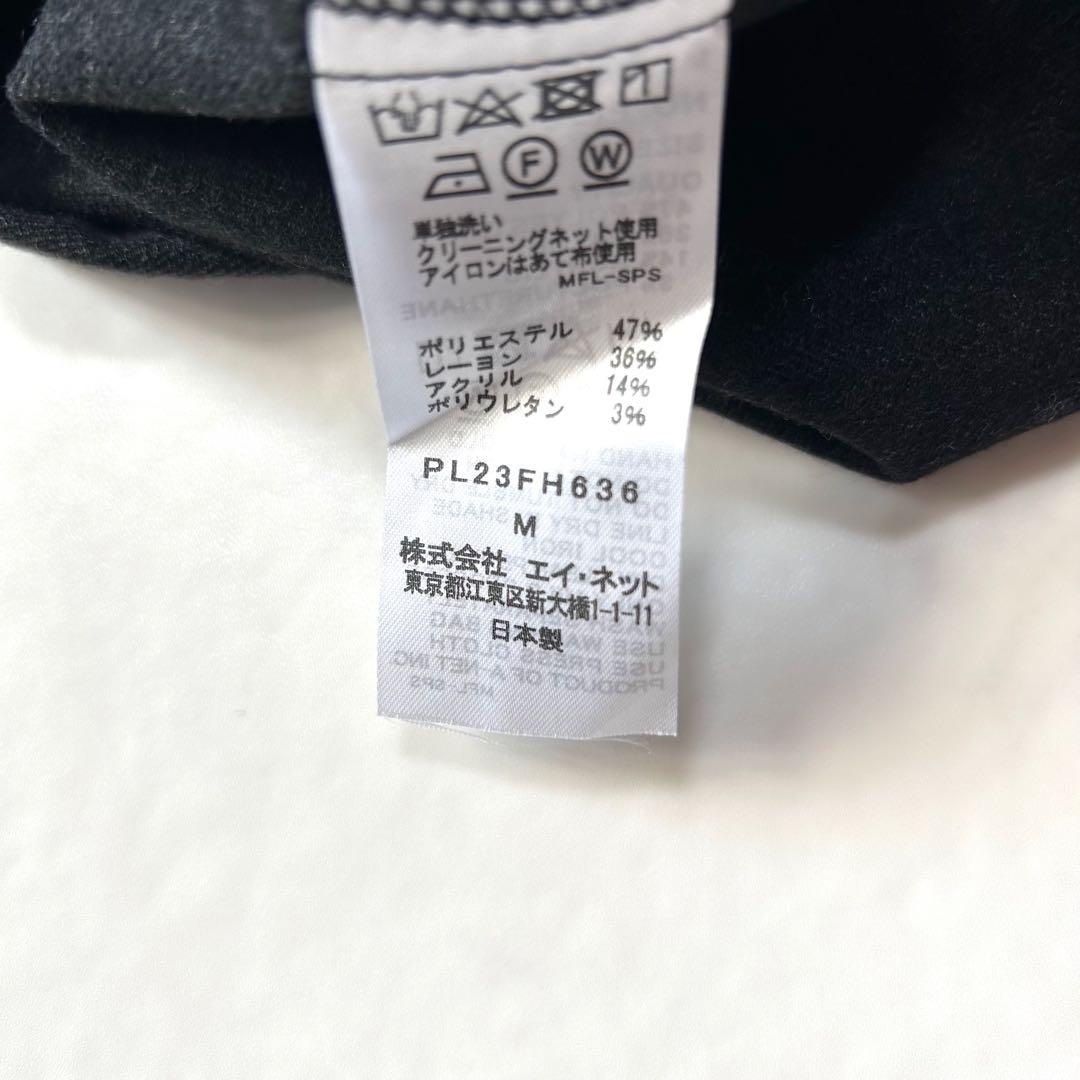 F W
単独洗い
クリーニングネット使用
アイロンはあて布使用
MFL-SPS
ポリエステル 47%
レーヨン 36%
アクリル 14%
ポリウレタン 3%
PL23FH636
M
株式会社 エイ・ネット
東京都江東区新大橋1-1-11
日本製